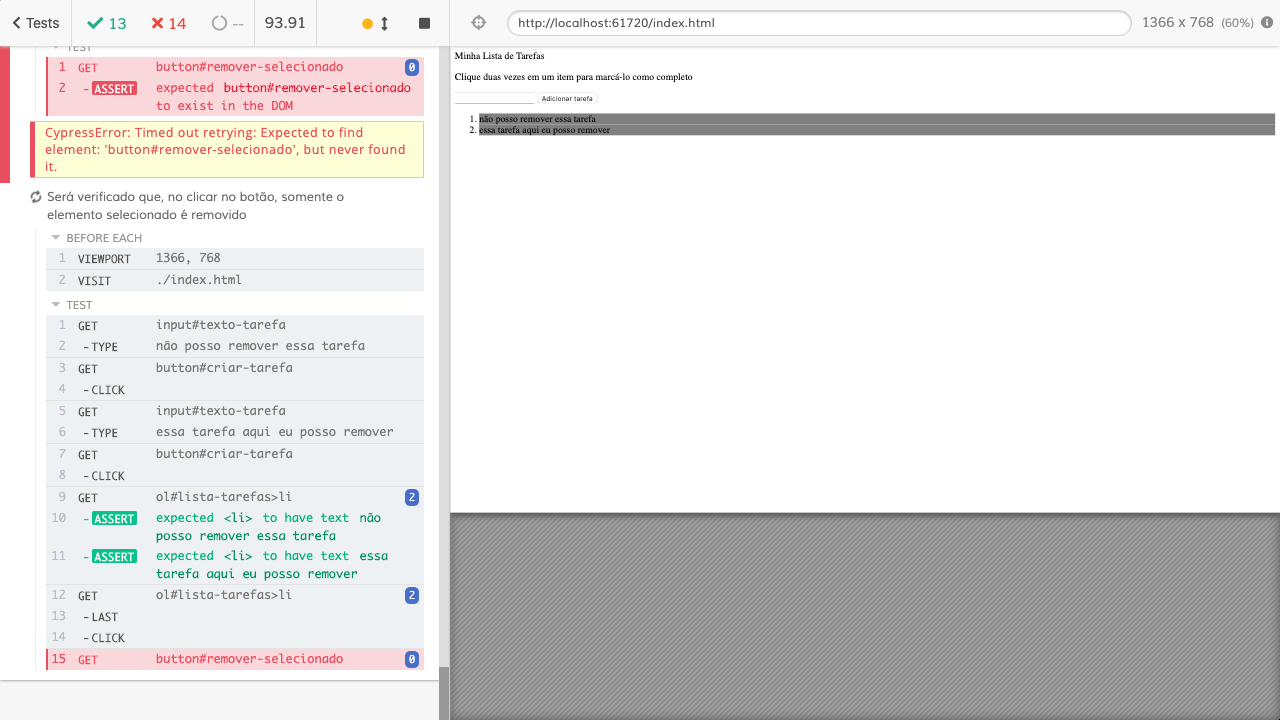 Tests 13 14 -- 93.91 http://localhost:61720/index.html 1366 x 768 (60%)
TEST
1 GET button#remover-selecionado 0
2 -ASSERT expected button#remover-selecionado
to exist in the DOM
CypressError: Timed out retrying: Expected to find
element: 'button#remover-selecionado', but never found
it.
Será verificado que, no clicar no botão, somente o
elemento selecionado é removido
BEFORE EACH
1 VIEWPORT 1366, 768
2 VISIT ./index.html
TEST
1 GET input#texto-tarefa
2 -TYPE não posso remover essa tarefa
3 GET button#criar-tarefa
4 -CLICK
5 GET input#texto-tarefa
6 -TYPE essa tarefa aqui eu posso remover
7 GET button#criar-tarefa
8 -CLICK
9 GET ol#lista-tarefas>li 2
10 -ASSERT expected <li> to have text não
posso remover essa tarefa
11 -ASSERT expected <li> to have text essa
tarefa aqui eu posso remover
12 GET ol#lista-tarefas>li 2
13 -LAST
14 -CLICK
15 GET button#remover-selecionado 0
Minha Lista de Tarefas
Clique duas vezes em um item para marcá-lo como completo
Adicionar tarefa
1. não posso remover essa tarefa
2. essa tarefa aqui eu posso remover